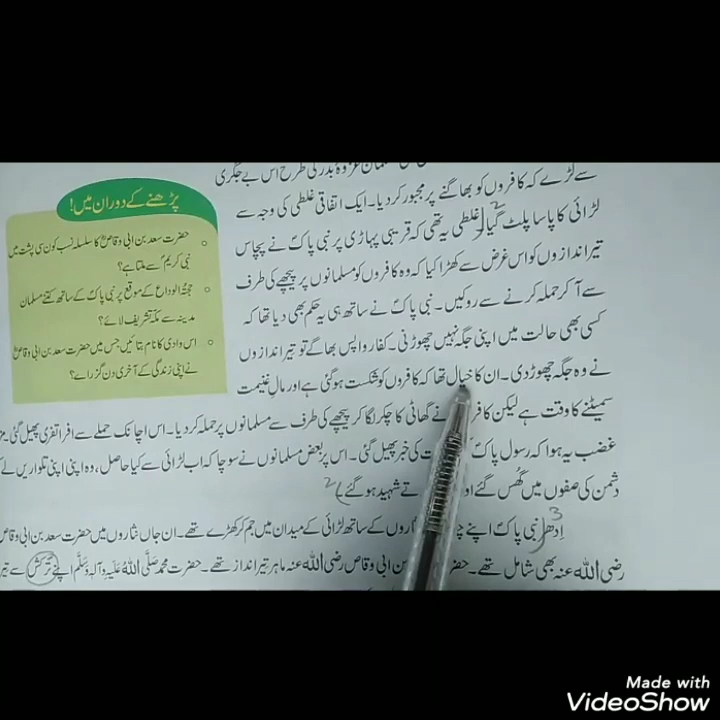 سے لڑے کہ کافروں کو بھاگنے پر مجبور کر دیا۔ ایک اتفاقی غلطی کی وجہ سے
لڑائی کا پاسا پلٹ گیا۔ غلطی یہ تھی کہ قریبی پہاڑی پر نبی پاکؐ نے پچاس
تیر اندازوں کو اس غرض سے کھڑا کیا کہ وہ کافروں کو مسلمانوں پر پیچھے کی طرف
سے آ کر حملہ کرنے سے روکیں۔ نبی پاکؐ نے ساتھ ہی یہ حکم بھی دیا تھا کہ
کسی بھی حالت میں اپنی جگہ نہیں چھوڑنی۔ کفار واپس بھاگے تو تیر اندازوں
نے وہ جگہ چھوڑ دی۔ ان کا خیال تھا کہ کافروں کو شکست ہو گئی ہے اور مالِ غنیمت
سمیٹنے کا وقت ہے لیکن نے گھاٹی کا چکر لگا کر پیچھے کی طرف سے مسلمانوں پر حملہ کر دیا۔ اس اچانک حملے سے افراتفری پھیل گئی۔
غضب یہ ہوا کہ رسول پاکؐ کی خبر پھیل گئی۔ اس پر بعض مسلمانوں نے سوچا کہ اب لڑائی سے کیا حاصل، وہ اپنی اپنی تلواریں لے
دشمن کی صفوں میں گھس گئے تے شہید ہو گئے
اِدھر نبی پاکؐ اپنے کے ساتھ لڑائی کے میدان میں جم کر کھڑے تھے۔ ان جاں نثاروں میں حضرت سعد بن ابی وقاص
رضی اللہ عنہ بھی شامل تھے۔ بن ابی وقاص رضی اللہ عنہ ماہر تیر انداز تھے۔ حضرت محمد صَلَّی اللہُ عَلَیْہِ وَآلِہٖ وَسَلَّم اپنے ترکش سے
پڑھنے کے دوران میں!
حضرت سعد بن ابی وقاصؓ کا سلسلہ نسب کون سی پشت میں
نبی کریمؐ سے ملتا ہے؟
حجۃ الوداع کے موقع پر نبی پاکؐ کے ساتھ کتنے مسلمان
مدینہ سے مکہ تشریف لائے؟
اس وادی کا نام بتائیں جس میں حضرت سعد بن ابی وقاصؓ
نے اپنی زندگی کے آخری دن گزارے؟
Made with
VideoShow